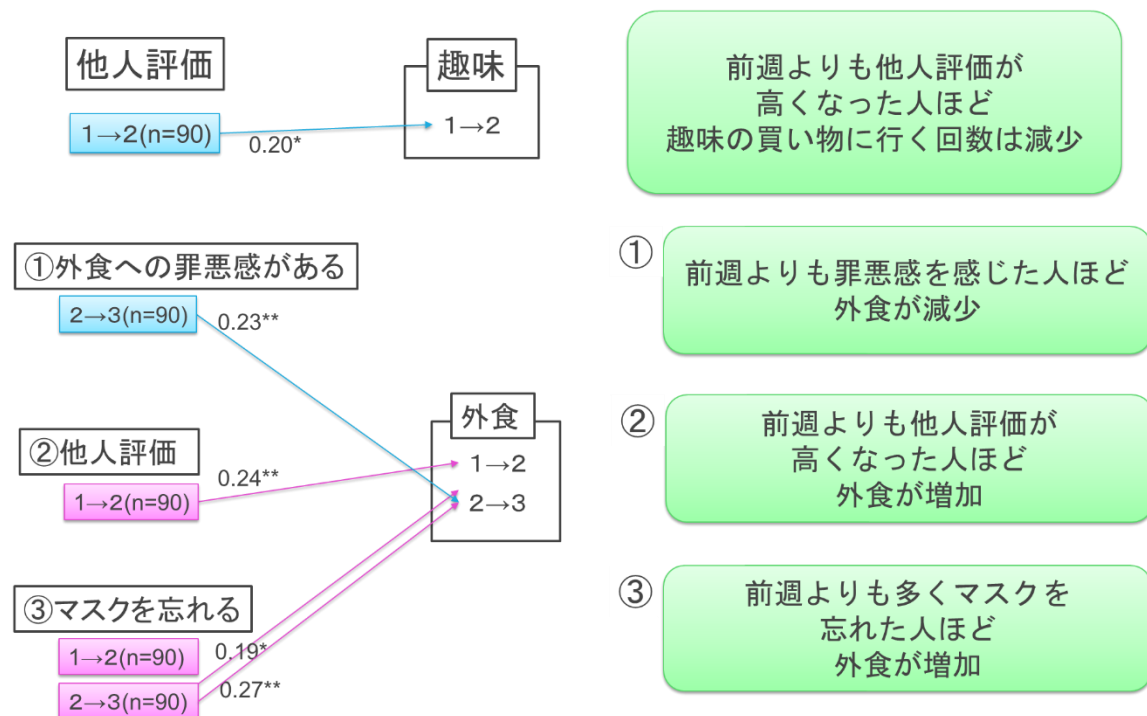 他人評価
1→2(n=90)
0.20*
趣味
1→2
前週よりも他人評価が
高くなった人ほど
趣味の買い物に行く回数は減少
①外食への罪悪感がある
2→3(n=90)
0.23**
②他人評価
1→2(n=90)
0.24**
③マスクを忘れる
1→2(n=90)
0.19*
2→3(n=90)
0.27**
外食
1→2
2→3
①
前週よりも罪悪感を感じた人ほど
外食が減少
②
前週よりも他人評価が
高くなった人ほど
外食が増加
③
前週よりも多くマスクを
忘れた人ほど
外食が増加